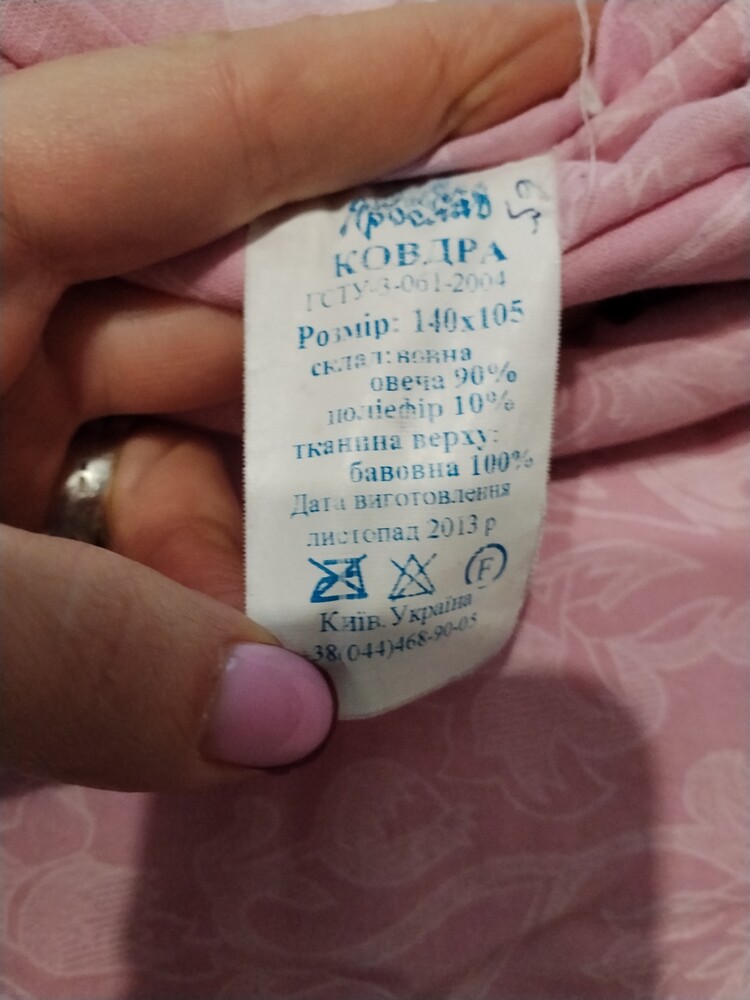 Ярослав
КОВДРА
ГСТУ-3-061-2004
Розмір: 140х105
склад: вовна
овеча 90%
поліефір 10%
тканина верху:
бавовна 100%
Дата виготовлення
листопад 2013 р
F
Київ. Україна
+38(044)468-90-05